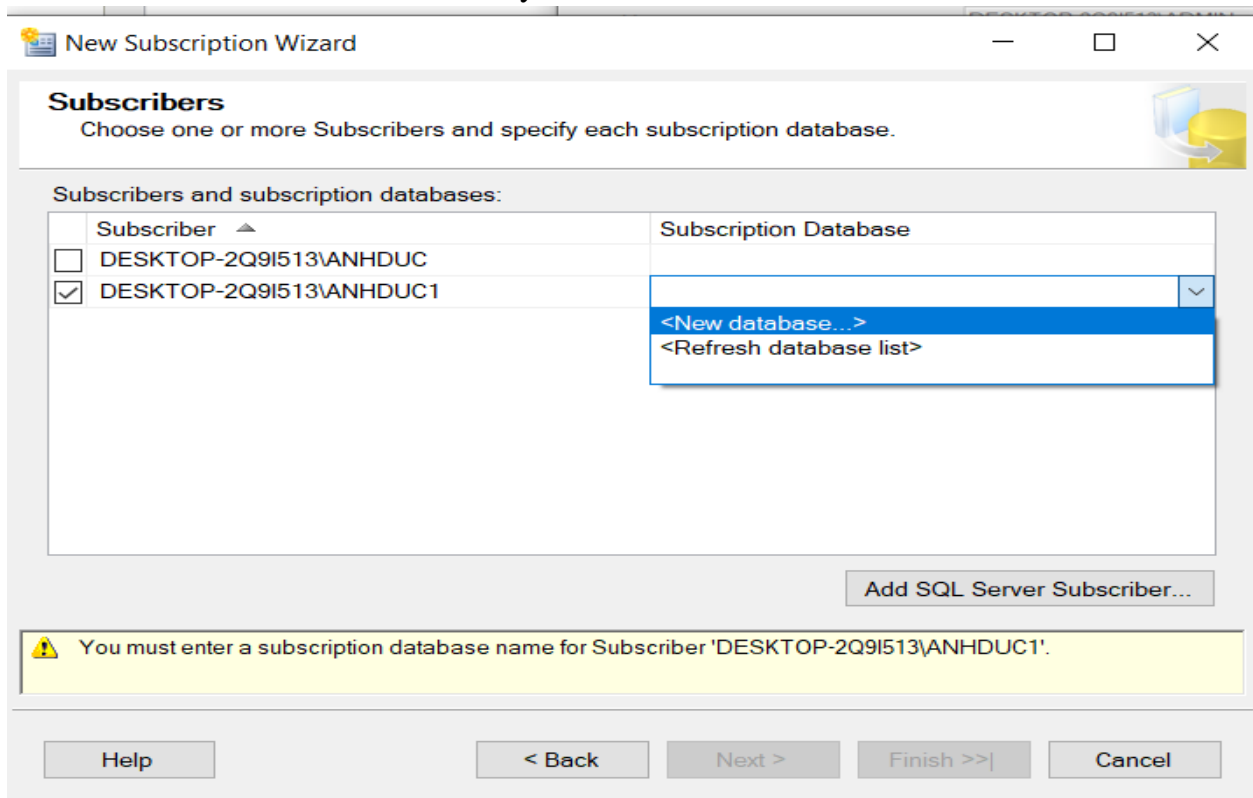 New Subscription Wizard
Subscribers
Choose one or more Subscribers and specify each subscription database.
Subscribers and subscription databases:
Subscriber Subscription Database
DESKTOP-2Q9I513\ANHDUC
DESKTOP-2Q9I513\ANHDUC1
<New database...>
<Refresh database list>
Add SQL Server Subscriber...
You must enter a subscription database name for Subscriber 'DESKTOP-2Q9I513\ANHDUC1'.
Help < Back Next > Finish >>| Cancel